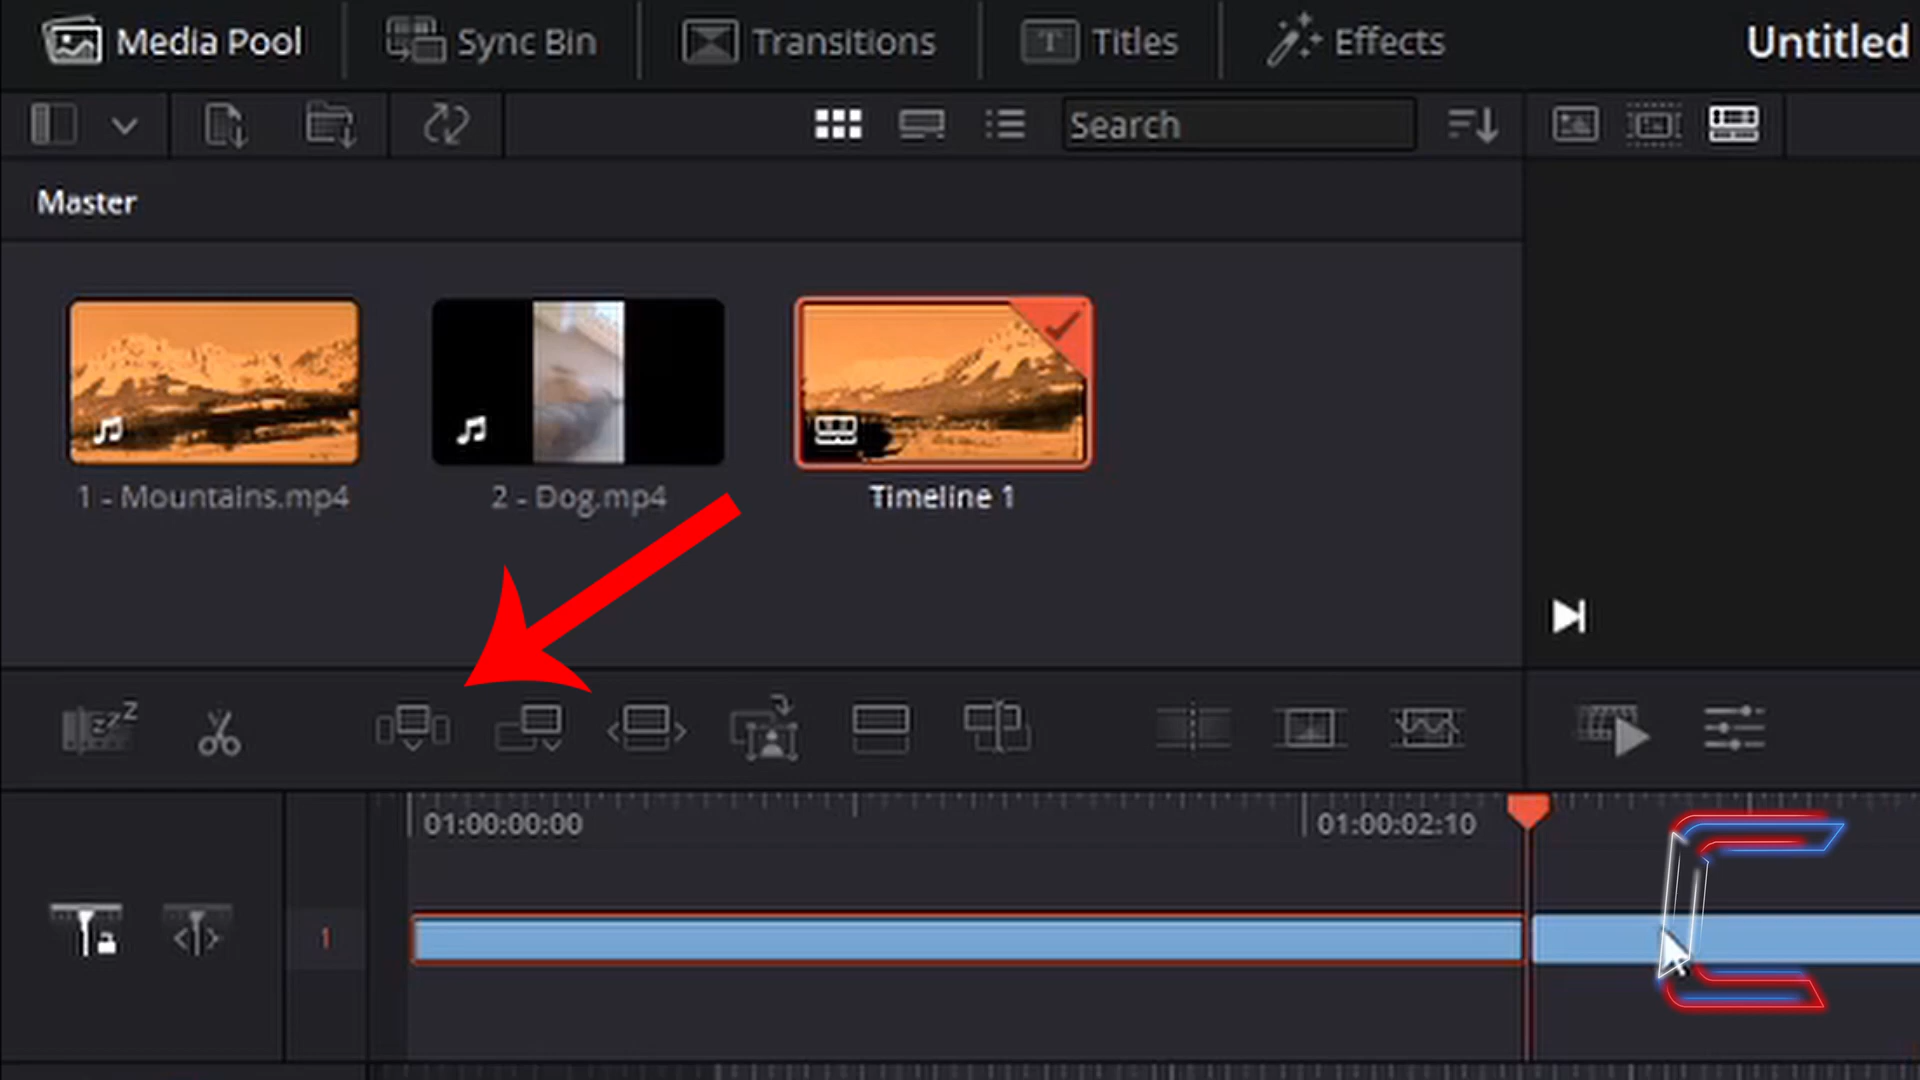 Media Pool
Sync Bin
Transitions
Titles
Effects
Untitled
Search
Master
1 - Mountains.mp4
2 - Dog.mp4
Timeline 1
zzz
01:00:00:00
01:00:02:10
1